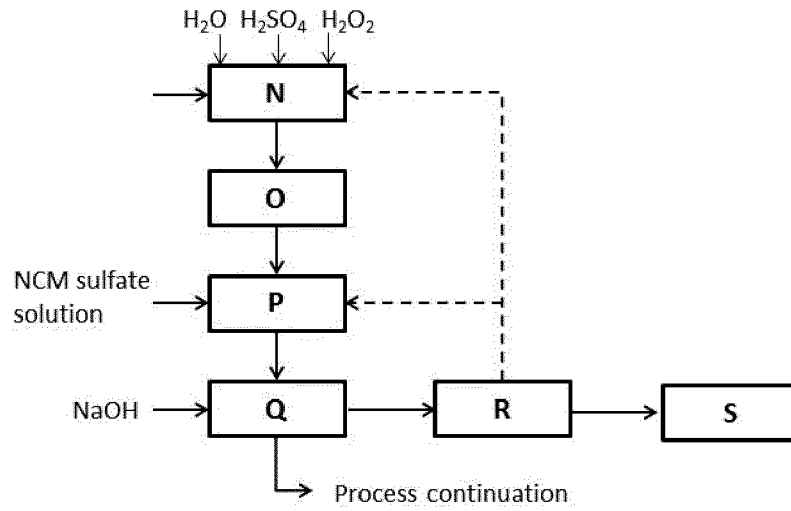 H₂O H₂SO₄ H₂O₂
N
O
NCM sulfate
solution
P
NaOH
Q
R
S
Process continuation